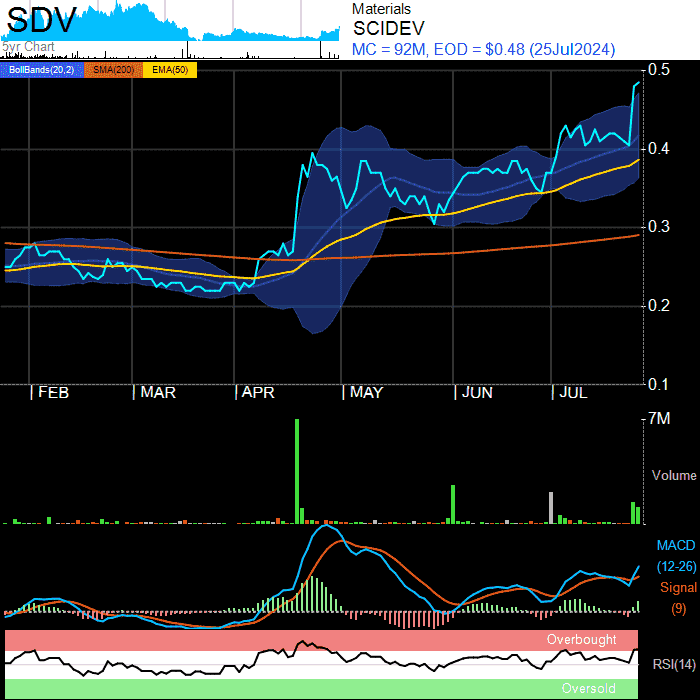 SDV
5yr Chart
Materials
SCIDEV
MC = 92M, EOD = $0.48 (25Jul2024)
BollBands(20,2) SMA(200) EMA(50)
0.5
0.4
0.3
0.2
0.1
| FEB | MAR | APR | MAY | JUN | JUL
7M
Volume
MACD
(12-26)
Signal
(9)
Overbought
RSI(14)
Oversold